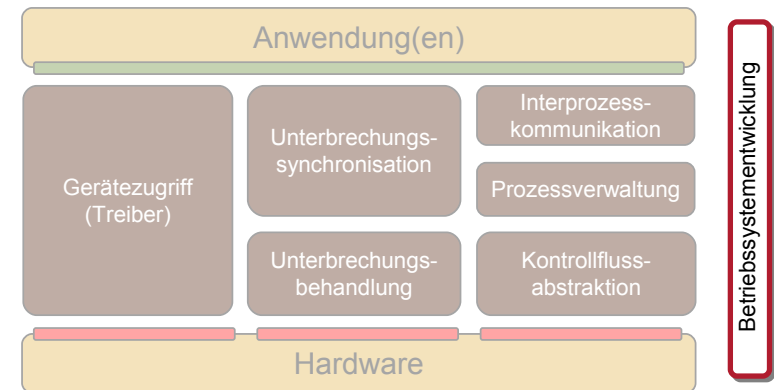 Anwendung(en)
Gerätezugriff
(Treiber)
Unterbrechungs-
synchronisation
Unterbrechungs-
behandlung
Interprozess-
kommunikation
Prozessverwaltung
Kontrollfluss-
abstraktion
Hardware
Betriebssystementwicklung